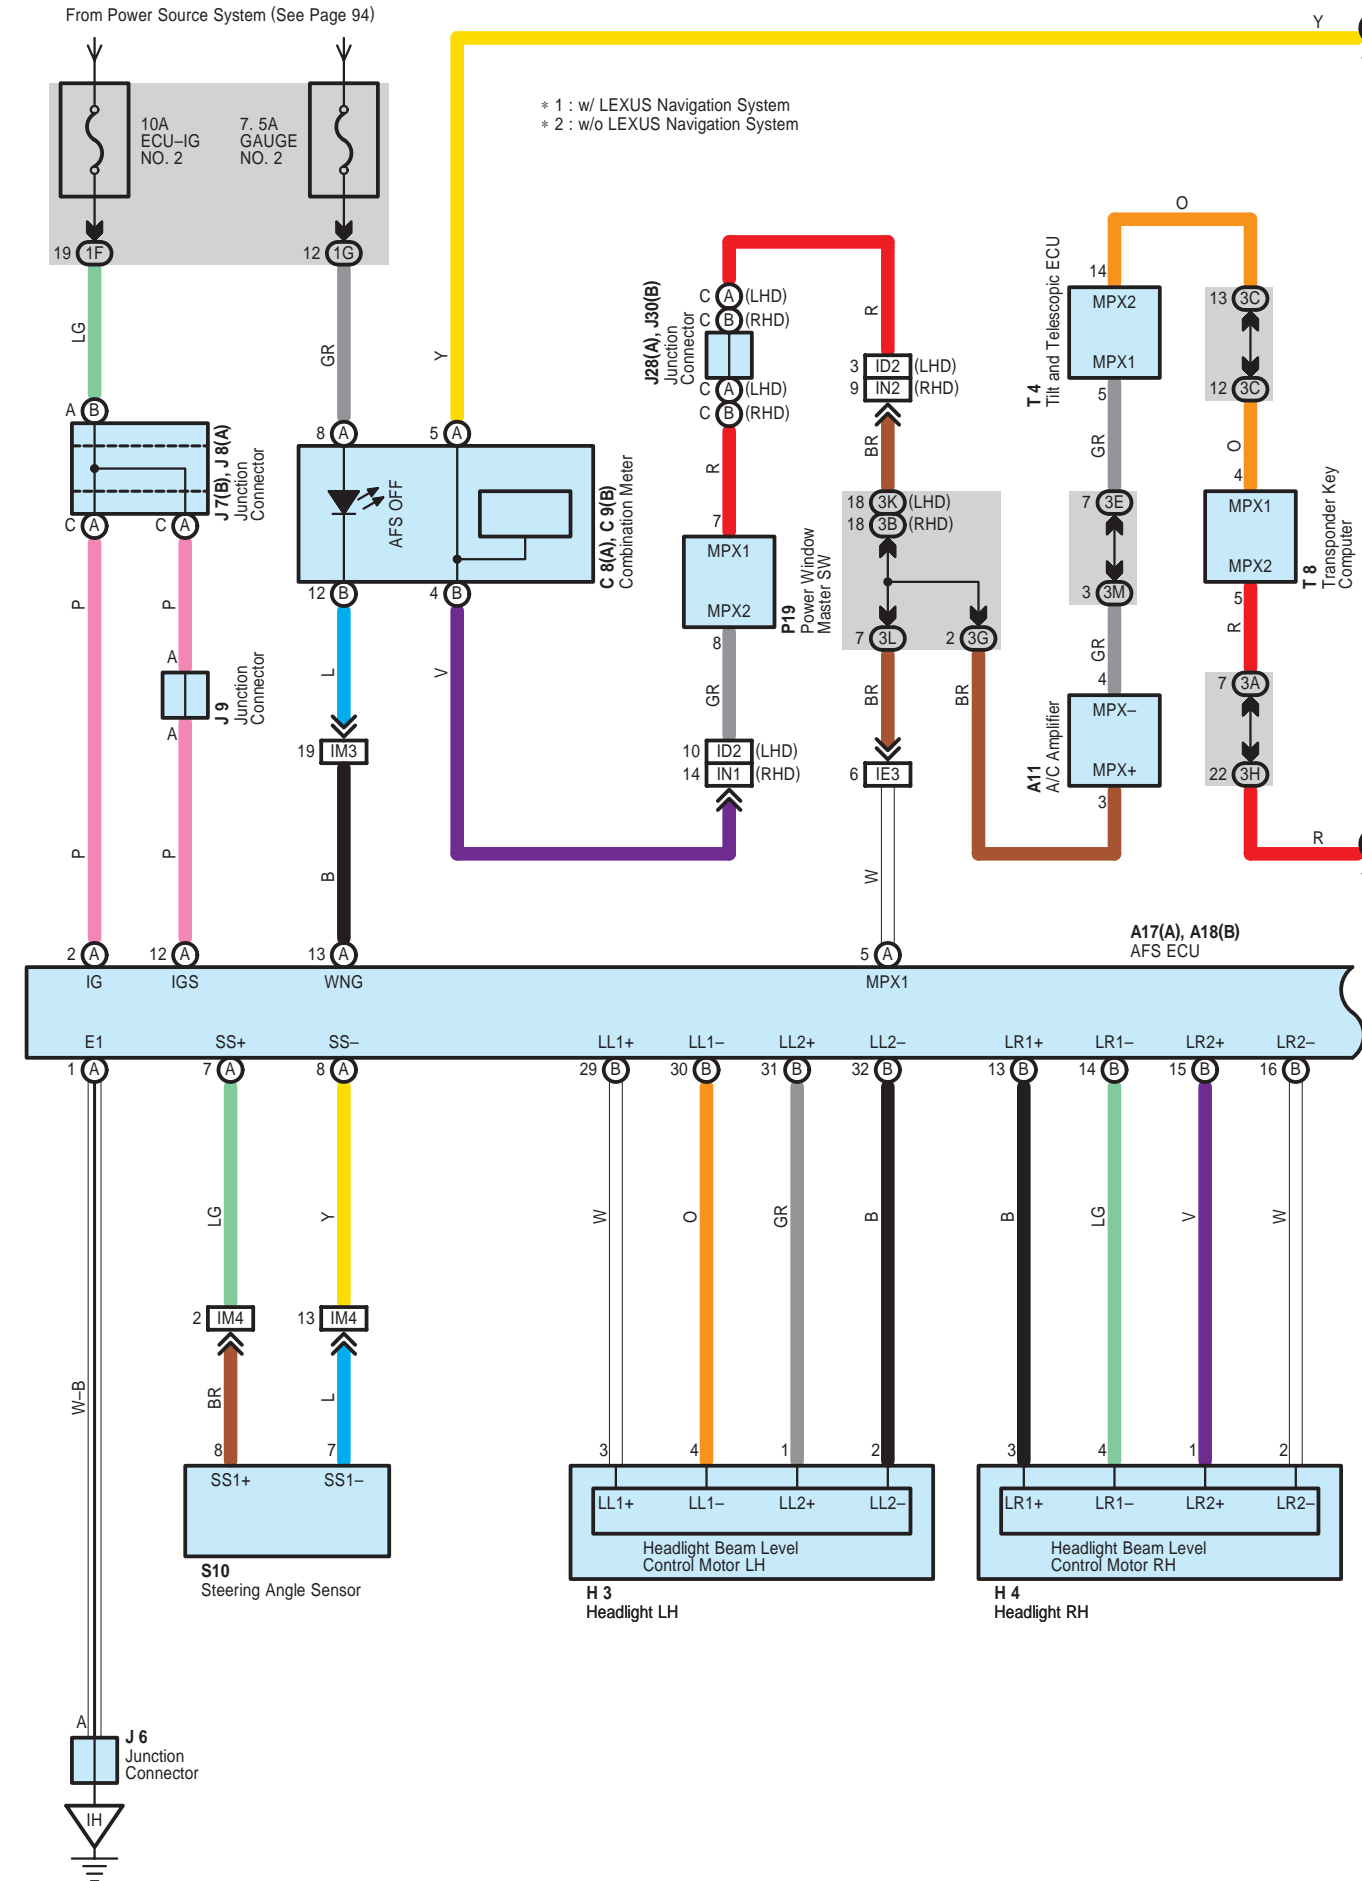 From Power Source System (See Page 94)
Y
∗ 1 : w/ LEXUS Navigation System
∗ 2 : w/o LEXUS Navigation System
10A
ECU–IG
NO. 2
7. 5A
GAUGE
NO. 2
19 1F
12 1G
LG
GR
Y
A B
J 7(B), J 8(A)
Junction
Connector
C A
C A
P
P
A
J 9
Junction
Connector
A
P
P
8 A
5 A
AFS OFF
C 8(A), C 9(B)
Combination Meter
12 B
4 B
L
V
19 IM3
B
J28(A), J30(B)
Junction
Connector
C A (LHD)
C B (RHD)
C A (LHD)
C B (RHD)
R
R
7
MPX1
MPX2
P19
Power Window
Master SW
8
GR
10 ID2 (LHD)
14 IN1 (RHD)
3 ID2 (LHD)
9 IN2 (RHD)
BR
18 3K (LHD)
18 3B (RHD)
7 3L
2 3G
BR
BR
6 IE3
W
O
14
MPX2
MPX1
T 4
Tilt and Telescopic ECU
5
GR
7 3E
3 3M
GR
4
MPX–
MPX+
A11
A/C Amplifier
3
13 3C
12 3C
O
4
MPX1
MPX2
T 8
Transponder Key
Computer
5
R
7 3A
22 3H
R
A17(A), A18(B)
AFS ECU
2 A
12 A
13 A
5 A
IG
IGS
WNG
MPX1
E1
SS+
SS–
LL1+
LL1–
LL2+
LL2–
LR1+
LR1–
LR2+
LR2–
1 A
7 A
8 A
29 B
30 B
31 B
32 B
13 B
14 B
15 B
16 B
LG
Y
W
O
GR
B
B
LG
V
W
2 IM4
13 IM4
W–B
BR
L
8
7
3
4
1
2
3
4
1
2
SS1+
SS1–
S10
Steering Angle Sensor
LL1+
LL1–
LL2+
LL2–
Headlight Beam Level
Control Motor LH
H 3
Headlight LH
LR1+
LR1–
LR2+
LR2–
Headlight Beam Level
Control Motor RH
H 4
Headlight RH
A
J 6
Junction
Connector
IH